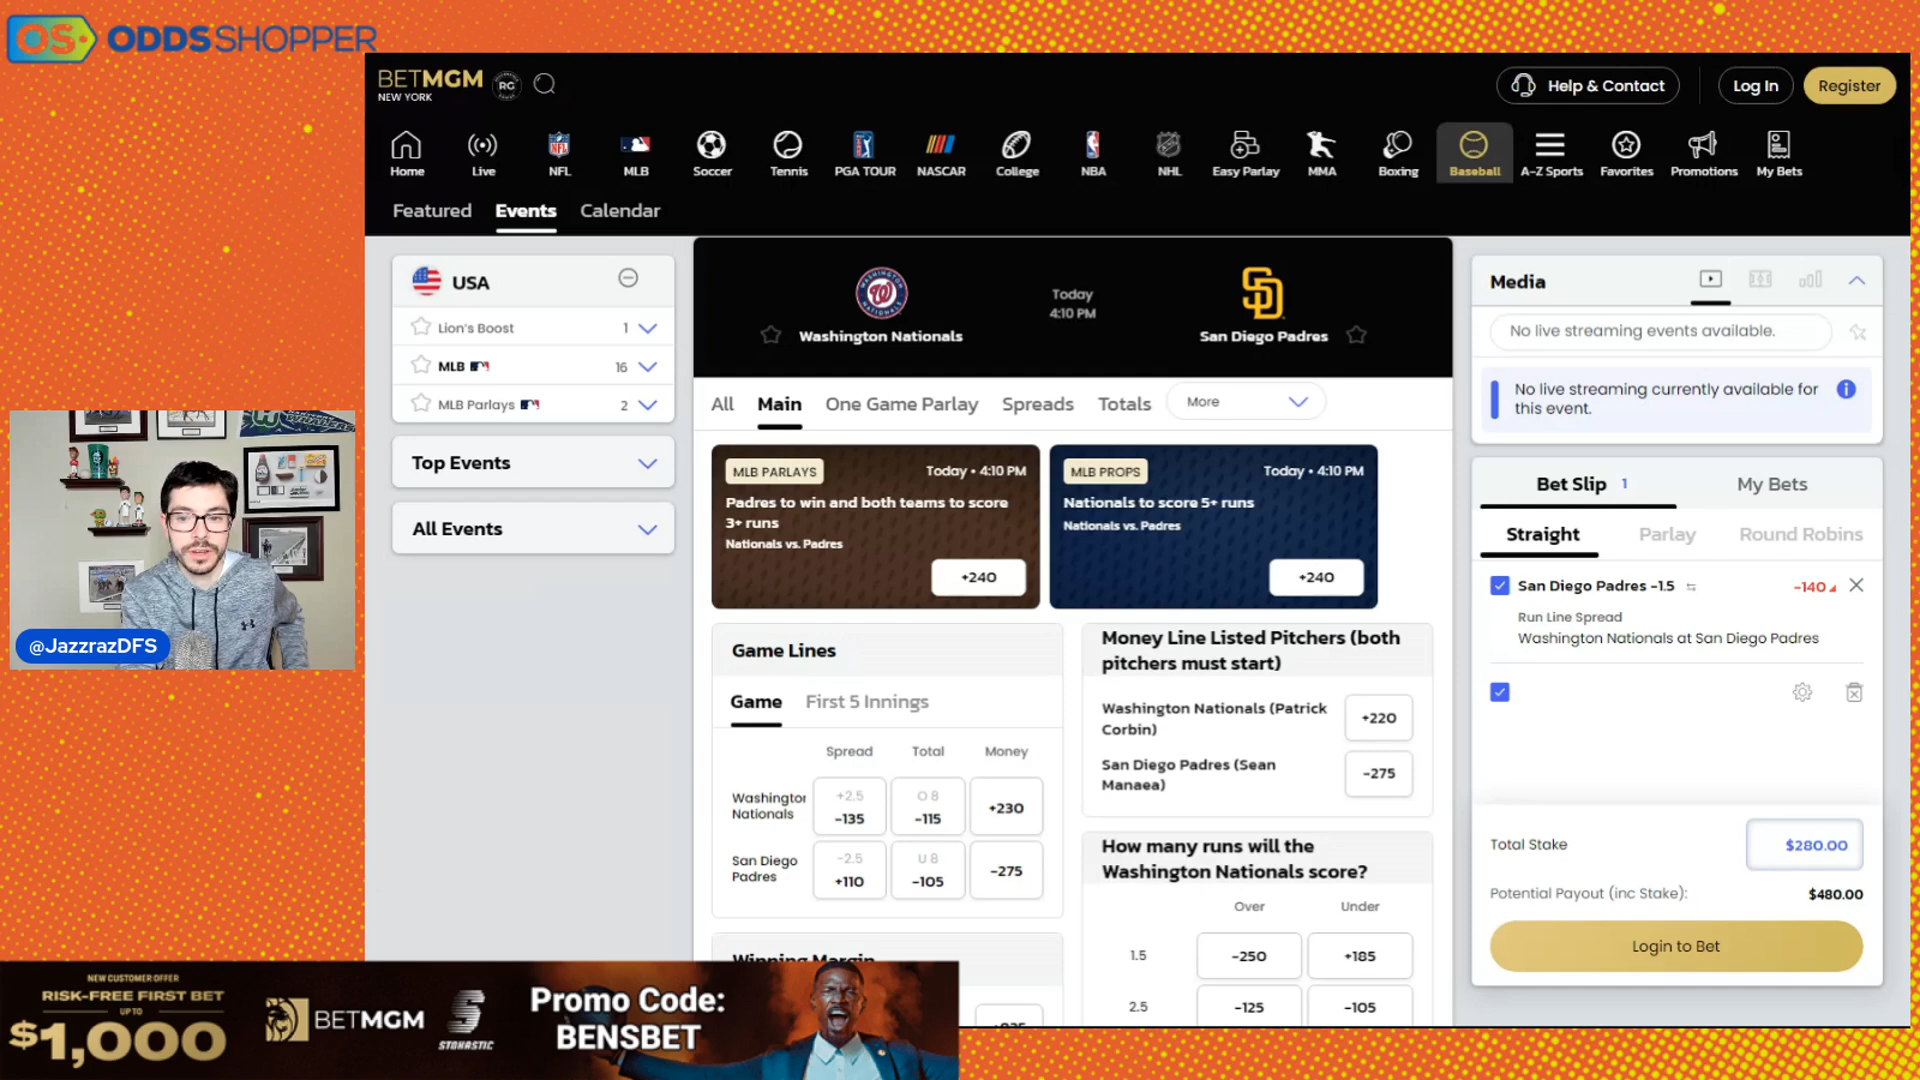 OS ODDSSHOPPER
BETMGM
NEW YORK
RG
Help & Contact
Log In
Register
Home
Live
NFL
MLB
Soccer
Tennis
PGA TOUR
NASCAR
College
NBA
NHL
Easy Parlay
MMA
Boxing
Baseball
A-Z Sports
Favorites
Promotions
My Bets
Featured
Events
Calendar
USA
Lion's Boost 1
MLB 16
MLB Parlays 2
Top Events
All Events
Washington Nationals
Today
4:10 PM
San Diego Padres
All
Main
One Game Parlay
Spreads
Totals
More
MLB PARLAYS
Today • 4:10 PM
Padres to win and both teams to score
3+ runs
Nationals vs. Padres
+240
MLB PROPS
Today • 4:10 PM
Nationals to score 5+ runs
Nationals vs. Padres
+240
Game Lines
Game
First 5 Innings
Spread Total Money
Washington
Nationals
+2.5
-135
O 8
-115
+230
San Diego
Padres
-2.5
+110
U 8
-105
-275
Winning Margin
Money Line Listed Pitchers (both
pitchers must start)
Washington Nationals (Patrick
Corbin)
+220
San Diego Padres (Sean
Manaea)
-275
How many runs will the
Washington Nationals score?
Over Under
1.5 -250 +185
2.5 -125 -105
Media
No live streaming events available.
No live streaming currently available for
this event.
Bet Slip 1
My Bets
Straight
Parlay
Round Robins
San Diego Padres -1.5
-140
Run Line Spread
Washington Nationals at San Diego Padres
Total Stake
$280.00
Potential Payout (inc Stake):
$480.00
Login to Bet
@JazzrazDFS
NEW CUSTOMER OFFER
RISK-FREE FIRST BET
UP TO
$1,000
BETMGM
STOKASTIC
Promo Code:
BENSBET